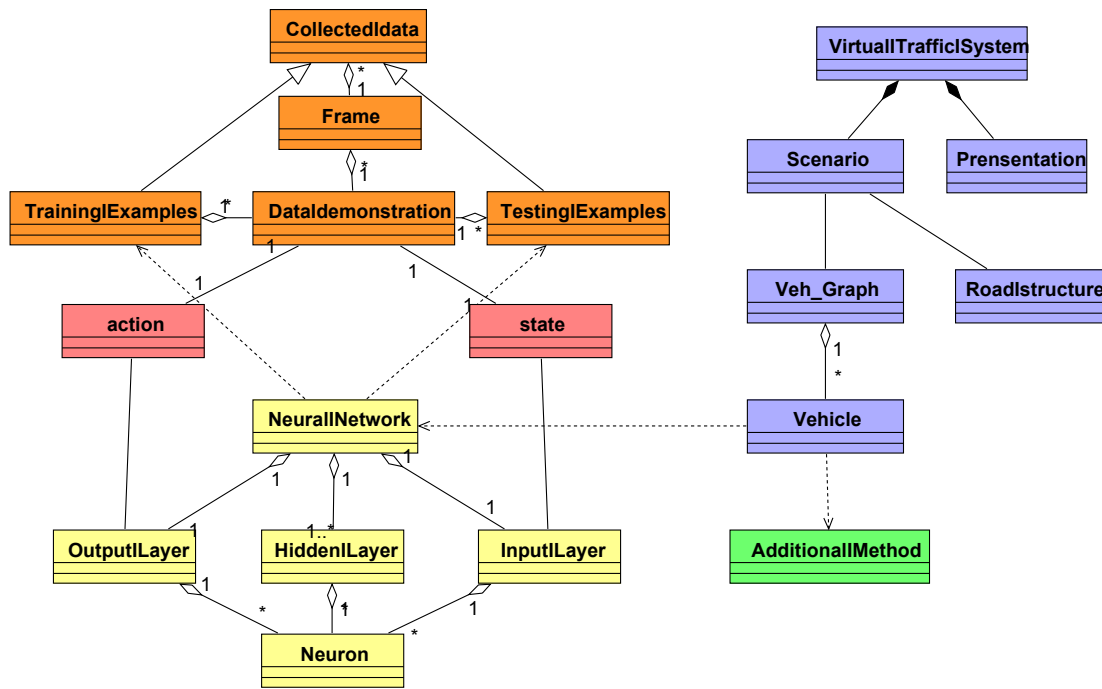 CollectedIdata
VirtualITrafficISystem
*
1
Frame
Scenario
Prensentation
*
1
TrainingIExamples
1
*
DataIdemonstration
1
*
TestingIExamples
1
1
1
1
Veh_Graph
RoadIstructure
action
state
1
*
NeuralINetwork
Vehicle
1
1
1
1
1..*
1
OutputILayer
HiddenILayer
InputILayer
AdditionalIMethod
1
*
1
*
1
*
Neuron